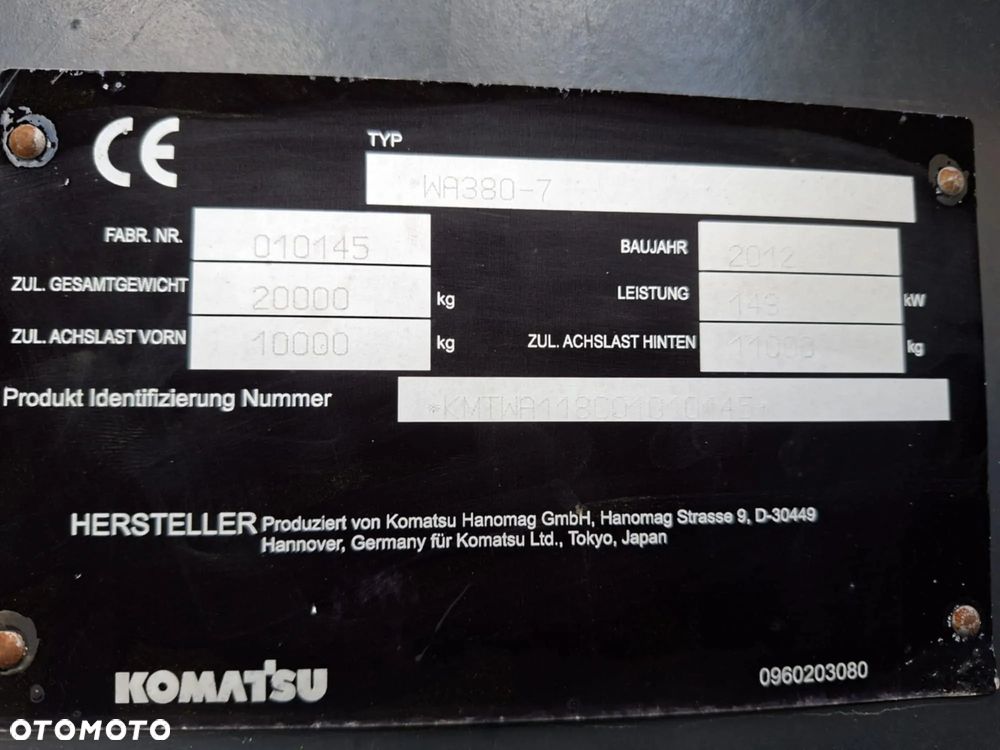 CE
TYP
WA380-7
FABR. NR. 010145
BAUJAHR 2012
ZUL. GESAMTGEWICHT 20000 kg
LEISTUNG 143 kW
ZUL. ACHSLAST VORN 10000 kg
ZUL. ACHSLAST HINTEN 11000 kg
Produkt Identifizierung Nummer
HERSTELLER Produziert von Komatsu Hanomag GmbH, Hanomag Strasse 9, D-30449
Hannover, Germany für Komatsu Ltd., Tokyo, Japan
KOMATSU
0960203080
OTOMOTO